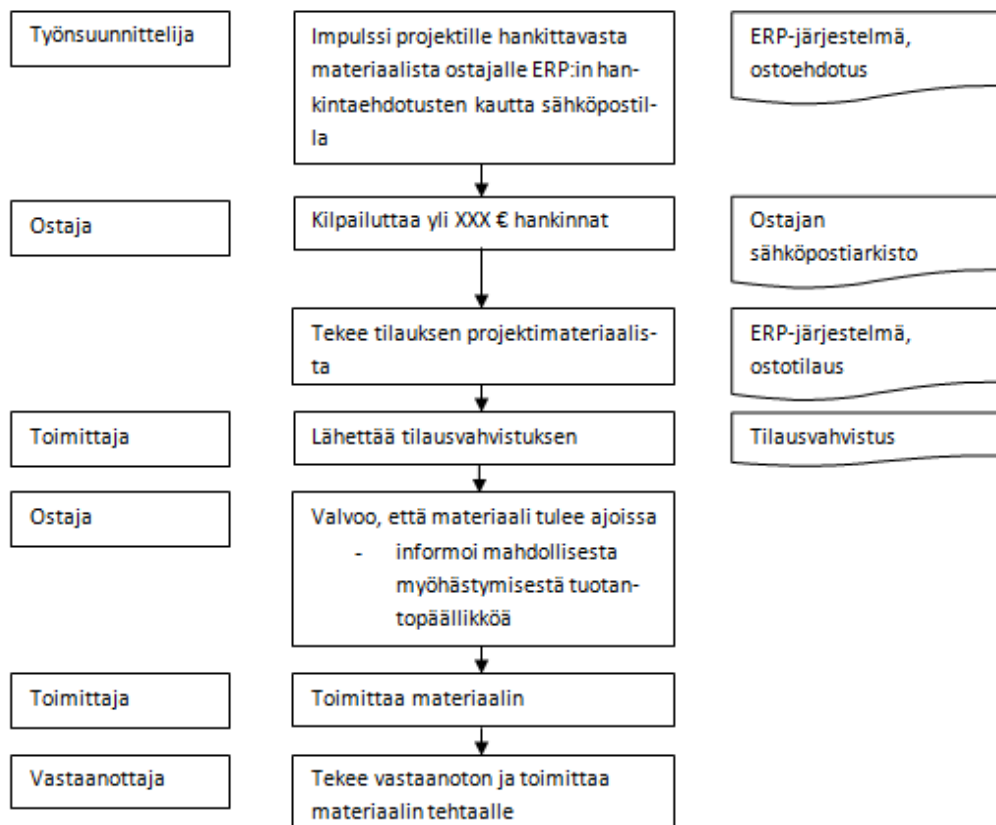 Työnsuunnittelija
Impulssi projektille hankittavasta
materiaalista ostajalle ERP:in han-
kintaehdotusten kautta sähköpostil-
la
ERP-järjestelmä,
ostoehdotus
Ostaja
Kilpailuttaa yli XXX € hankinnat
Ostajan
sähköpostiarkisto
Tekee tilauksen projektimateriaalis-
ta
ERP-järjestelmä,
ostotilaus
Toimittaja
Lähettää tilausvahvistuksen
Tilausvahvistus
Ostaja
Valvoo, että materiaali tulee ajoissa
- informoi mahdollisesta
myöhästymisestä tuotan-
topäällikköä
Toimittaja
Toimittaa materiaalin
Vastaanottaja
Tekee vastaanoton ja toimittaa
materiaalin tehtaalle